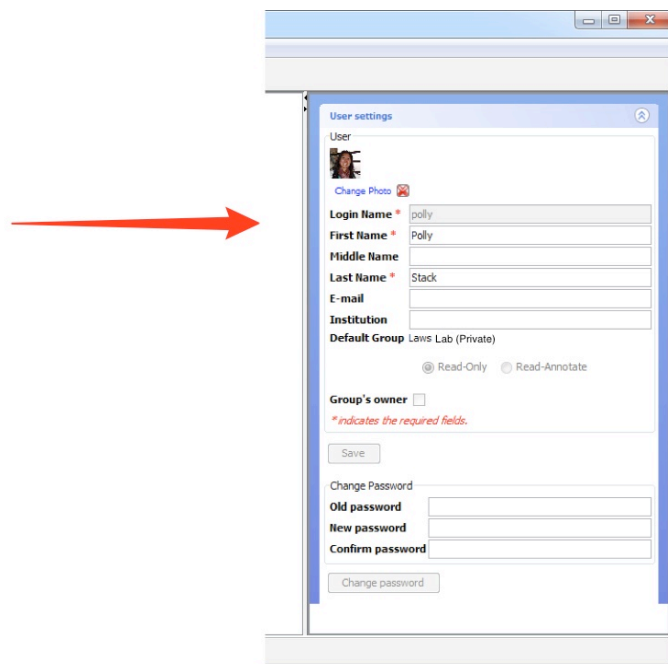 User settings
User
Change Photo
Login Name * polly
First Name * Polly
Middle Name
Last Name * Stack
E-mail
Institution
Default Group Laws Lab (Private)
Read-Only Read-Annotate
Group's owner
* indicates the required fields.
Save
Change Password
Old password
New password
Confirm password
Change password